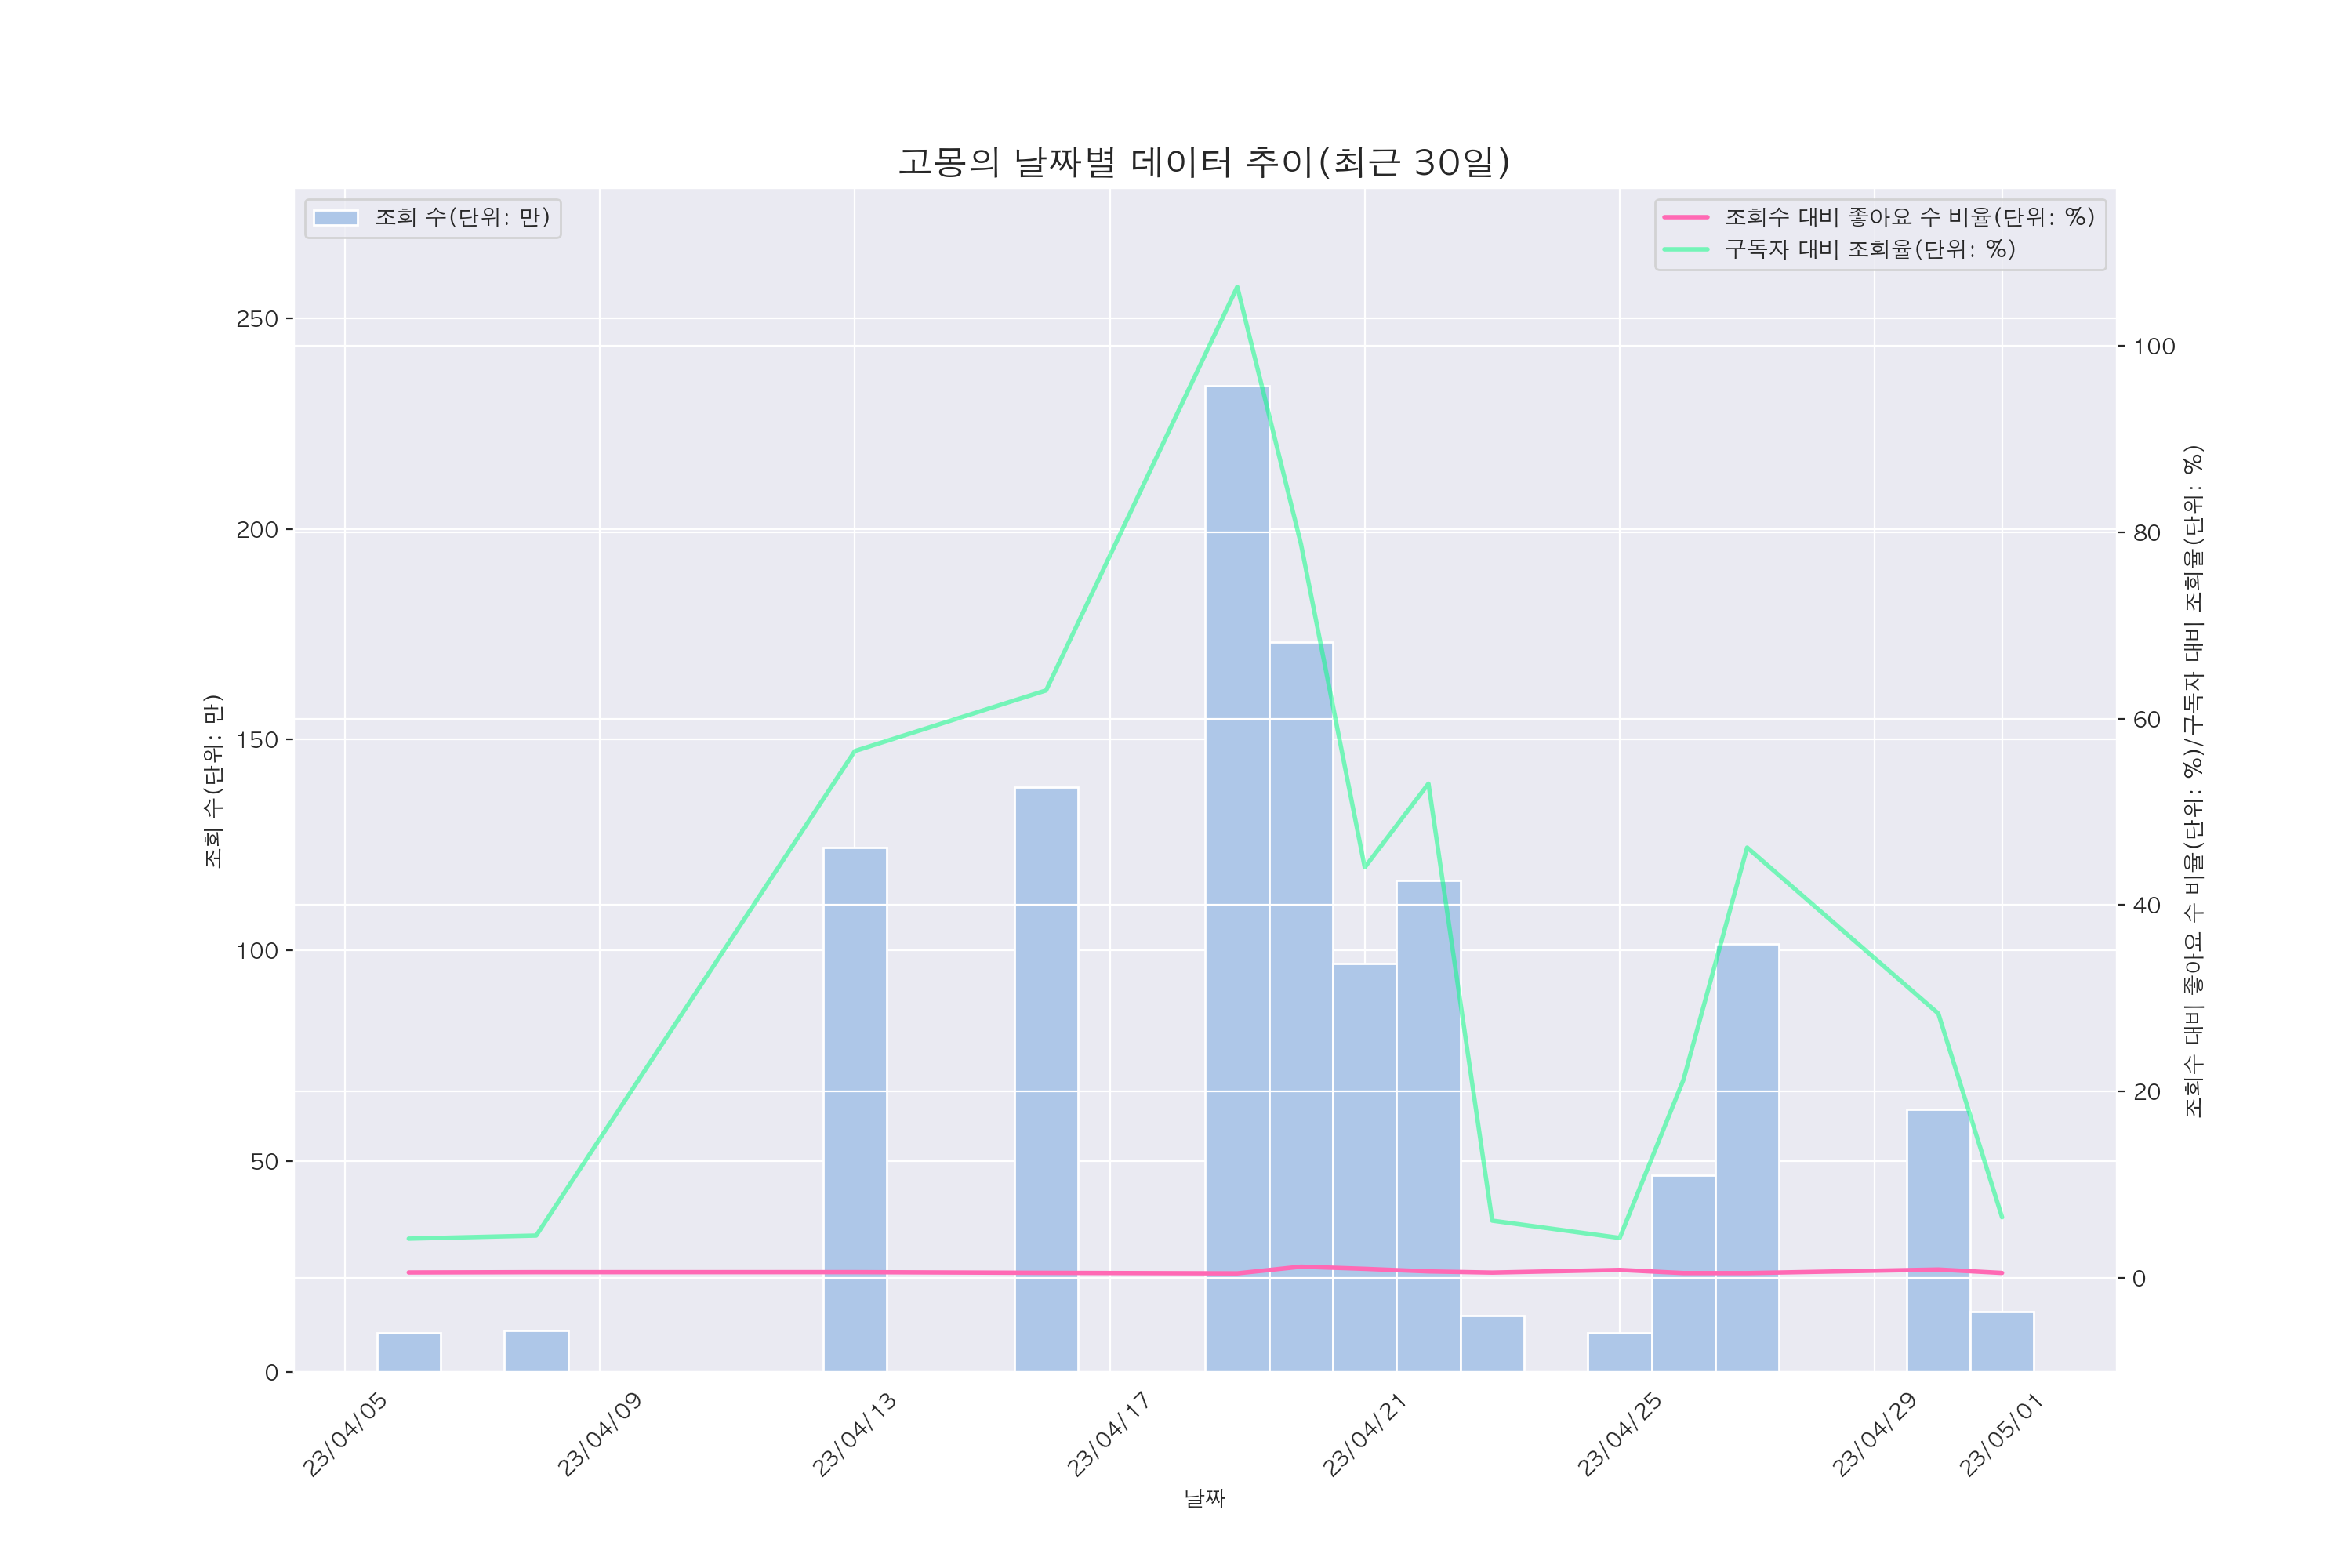 고몽의 날짜별 데이터 추이(최근 30일)
조회 수(단위: 만)
조회수 대비 좋아요 수 비율(단위: %)
구독자 대비 조회율(단위: %)
250
200
150
100
50
0
조회 수(단위: 만)
100
80
60
40
20
0
조회수 대비 좋아요 수 비율(단위: %)/구독자 대비 조회율(단위: %)
23/04/05
23/04/09
23/04/13
23/04/17
23/04/21
23/04/25
23/04/29
23/05/01
날짜